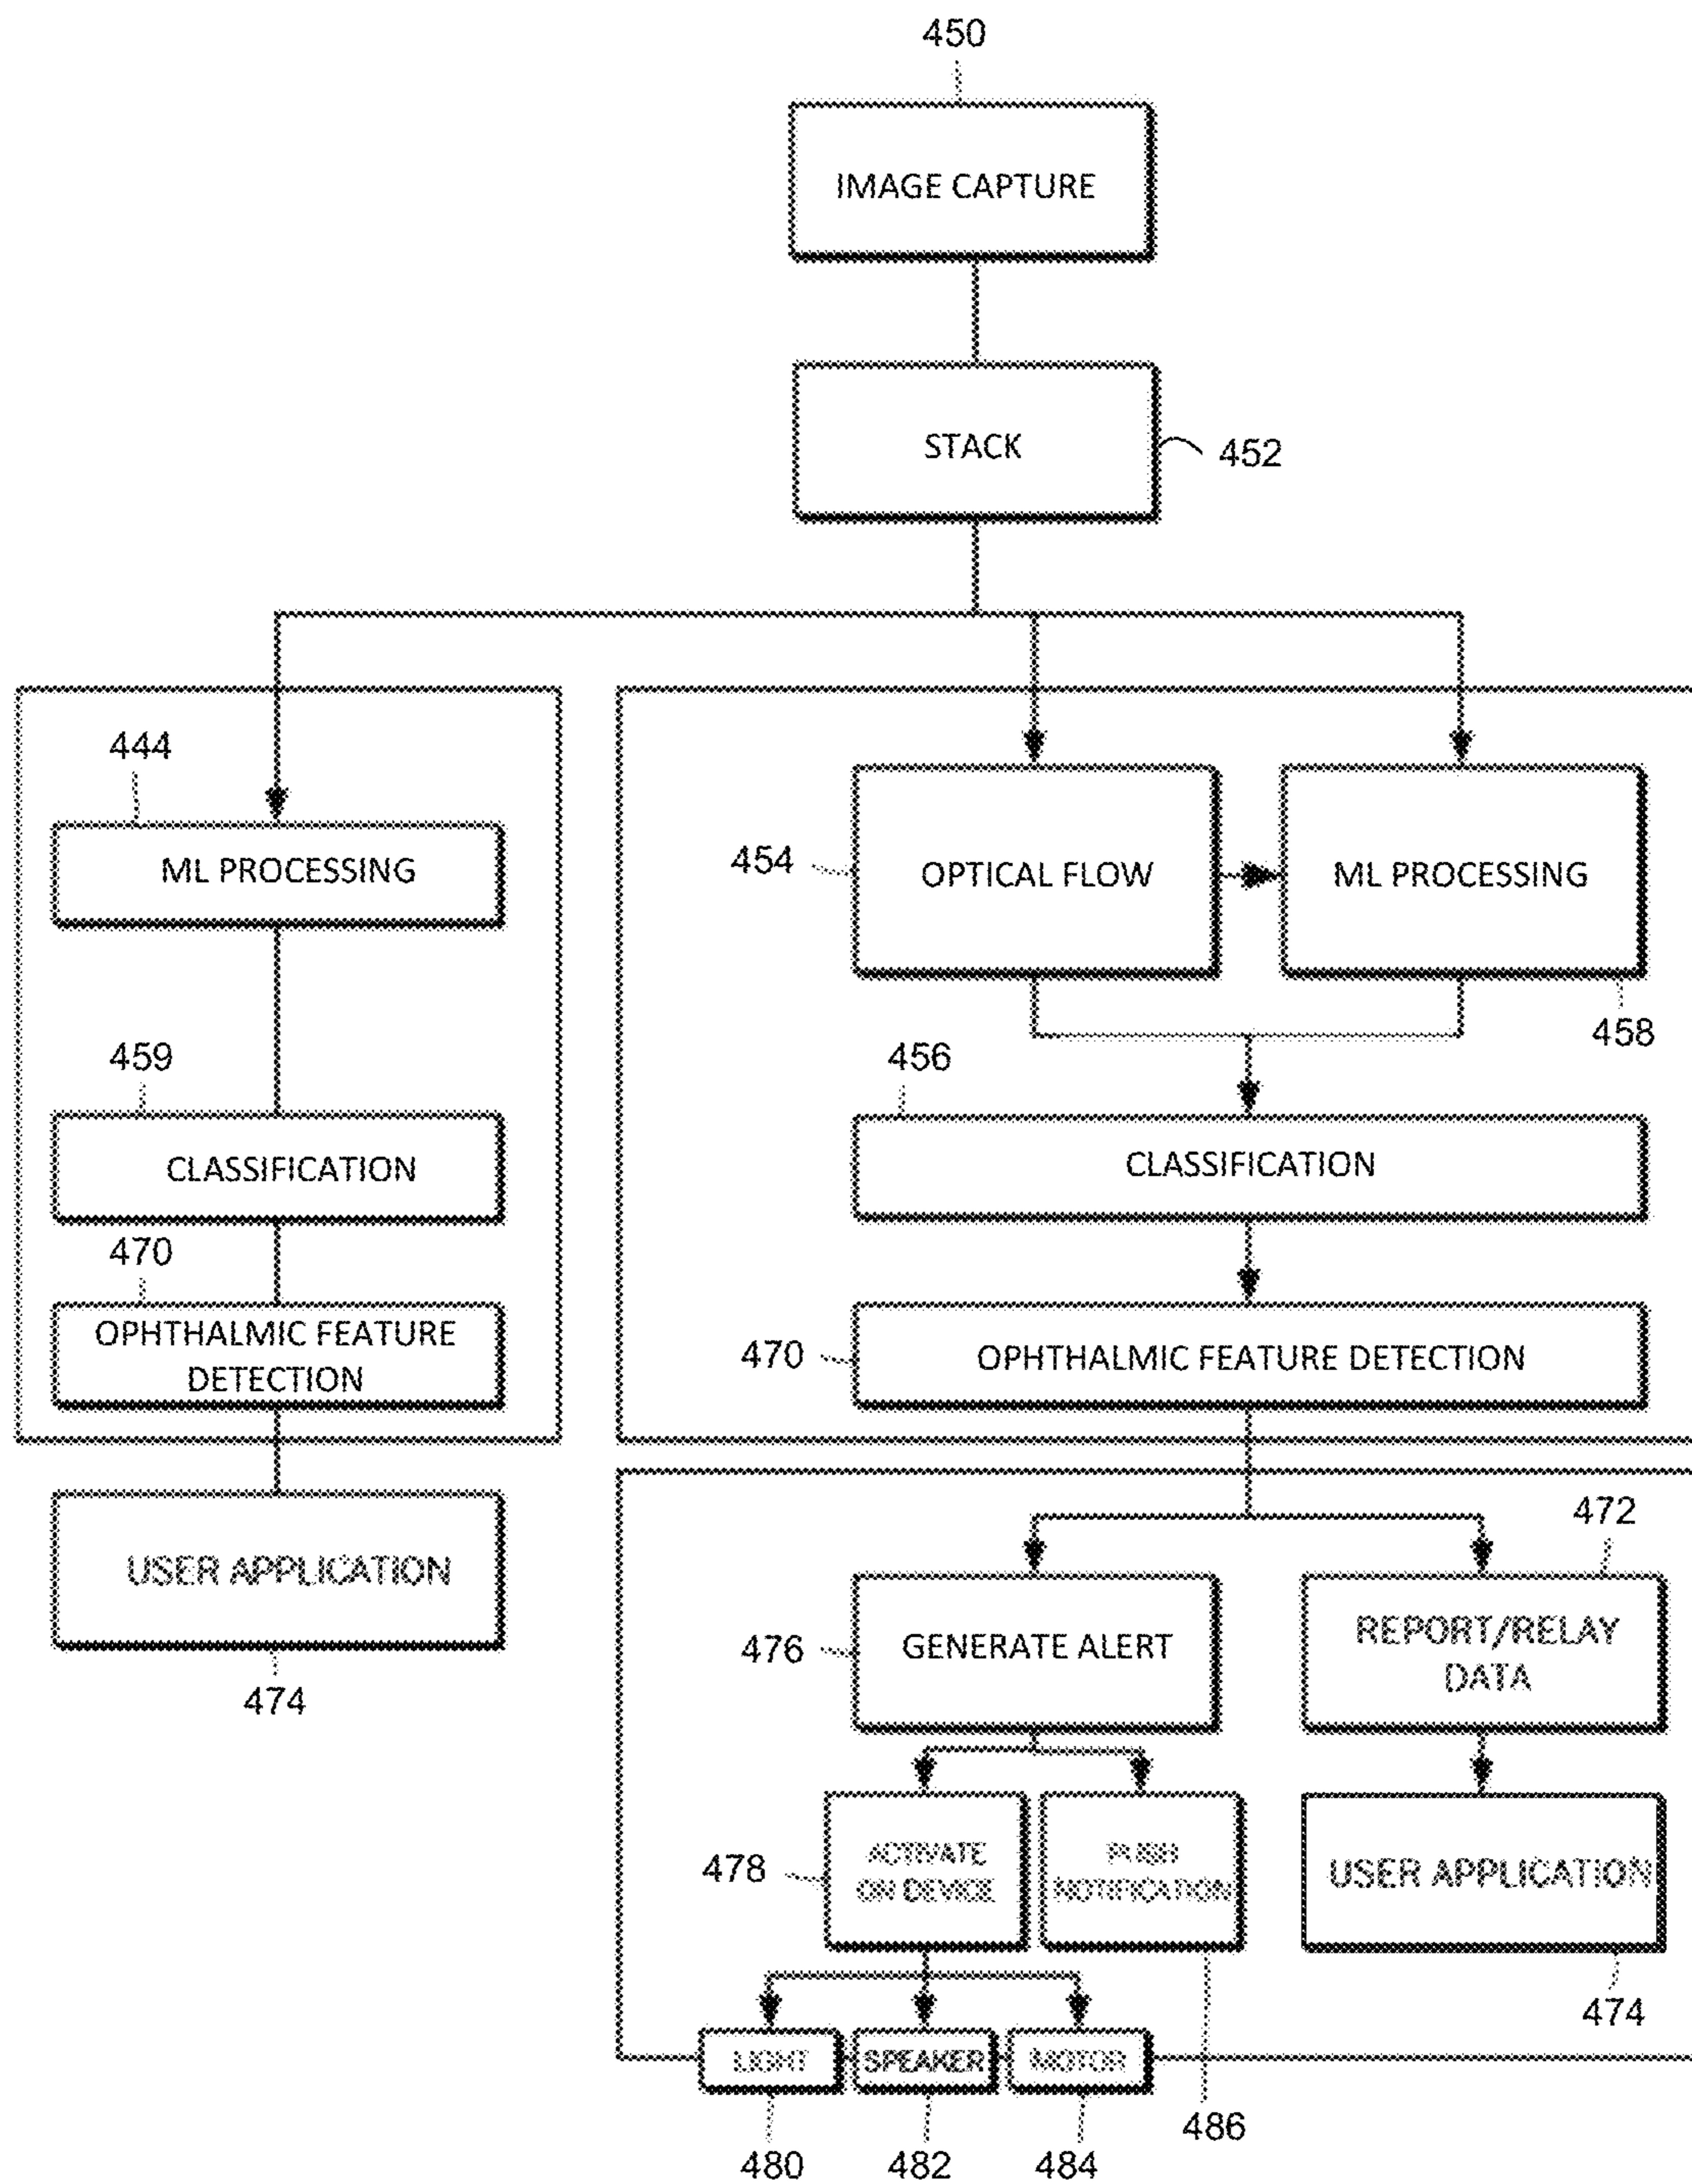 450
IMAGE CAPTURE
STACK
452
444
ML PROCESSING
454
OPTICAL FLOW
ML PROCESSING
458
459
CLASSIFICATION
456
CLASSIFICATION
470
OPHTHALMIC FEATURE
DETECTION
470
OPHTHALMIC FEATURE DETECTION
USER APPLICATION
474
472
476
GENERATE ALERT
REPORT/RELAY
DATA
478
ACTIVATE
ON DEVICE
PUSH
NOTIFICATION
USER APPLICATION
474
LIGHT
SPEAKER
MOTOR
486
480
482
484